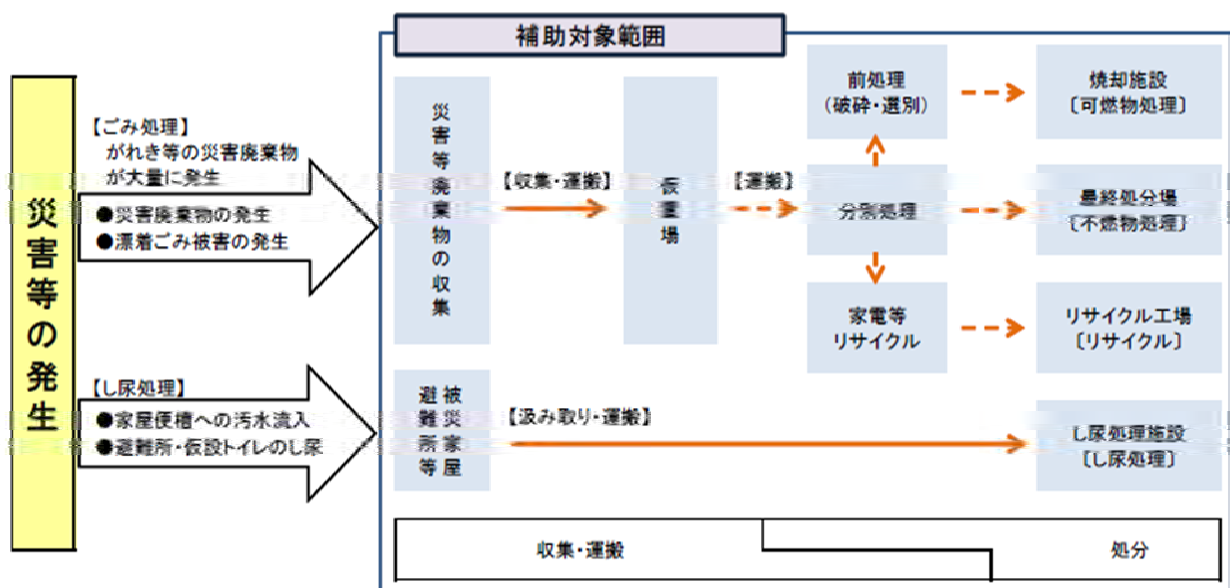 補助対象範囲
災害等の発生
【ごみ処理】
がれき等の災害廃棄物
が大量に発生
●災害廃棄物の発生
●漂着ごみ被害の発生
【し尿処理】
●家屋便槽への汚水流入
●避難所・仮設トイレのし尿
災害等廃棄物の収集
【収集・運搬】
仮置場
【運搬】
前処理
(破砕・選別)
分別処理
家電等
リサイクル
焼却施設
〔可燃物処理〕
最終処分場
〔不燃物処理〕
リサイクル工場
〔リサイクル〕
被災家屋
避難所等
【汲み取り・運搬】
し尿処理施設
〔し尿処理〕
収集・運搬
処分